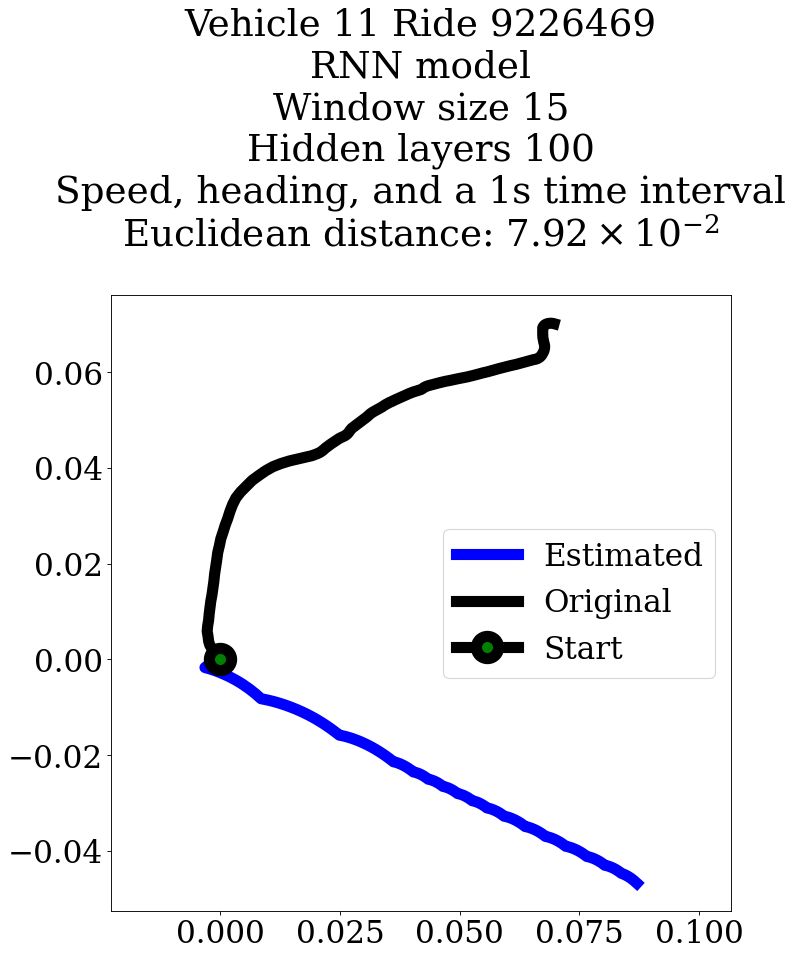 Vehicle 11 Ride 9226469
RNN model
Window size 15
Hidden layers 100
Speed, heading, and a 1s time interval
Euclidean distance: 7.92 × 10⁻²
0.06
0.04
0.02
0.00
−0.02
−0.04
Estimated
Original
Start
0.000 0.025 0.050 0.075 0.100